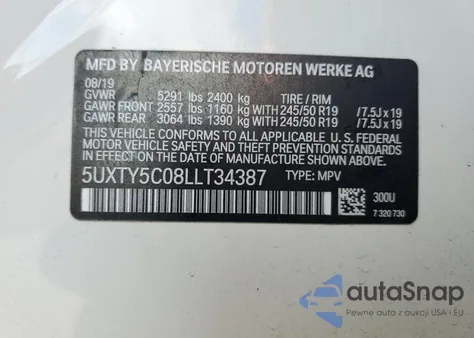 MFD BY BAYERISCHE MOTOREN WERKE AG
08/19
GVWR 5291 lbs 2400 kg TIRE / RIM
GAWR FRONT 2557 lbs 1160 kg WITH 245/50 R19 /7.5J x 19
GAWR REAR 3064 lbs 1390 kg WITH 245/50 R19 /7.5J x 19
THIS VEHICLE CONFORMS TO ALL APPLICABLE U. S. FEDERAL
MOTOR VEHICLE SAFETY AND THEFT PREVENTION STANDARDS
IN EFFECT ON THE DATE OF MANUFACTURE SHOWN ABOVE.
5UXTY5C08LLT34387 TYPE: MPV
300U
7 320 730
autoSnap
Pewne auta z aukcji USA i EU